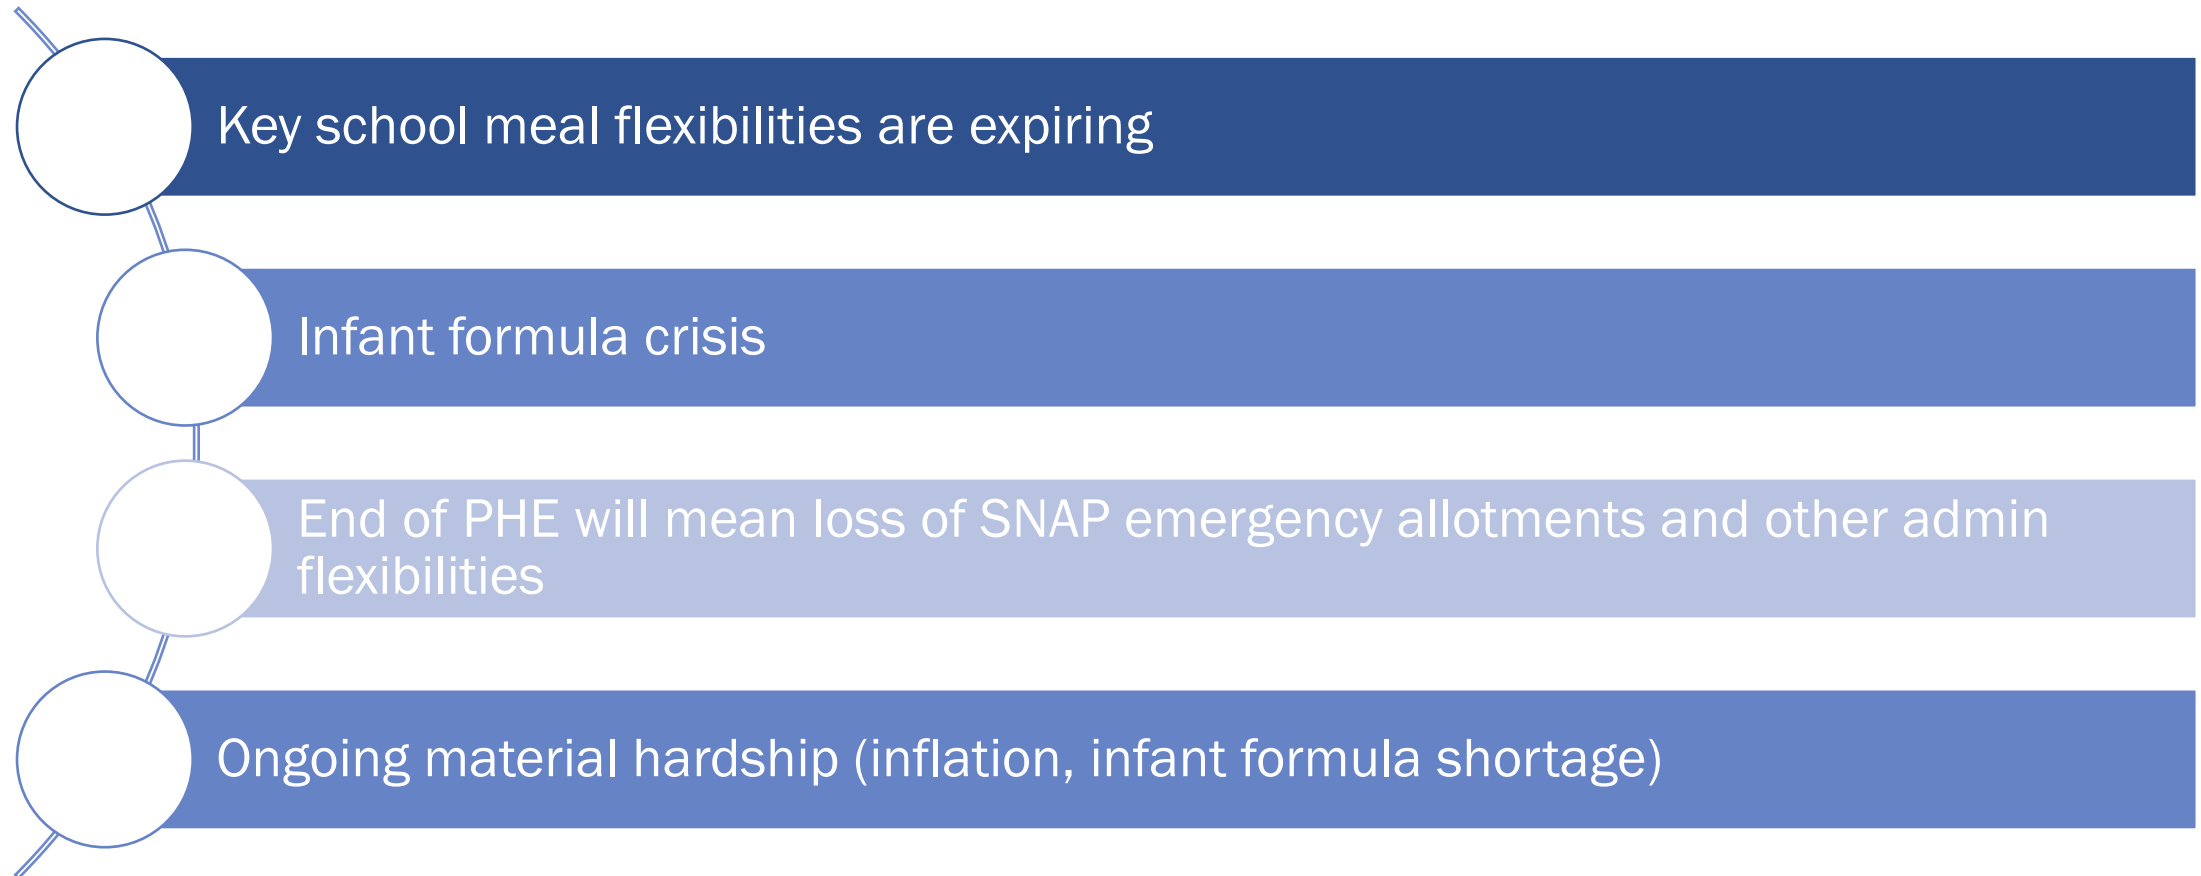 Key school meal flexibilities are expiring
Infant formula crisis
End of PHE will mean loss of SNAP emergency allotments and other admin
flexibilities
Ongoing material hardship (inflation, infant formula shortage)